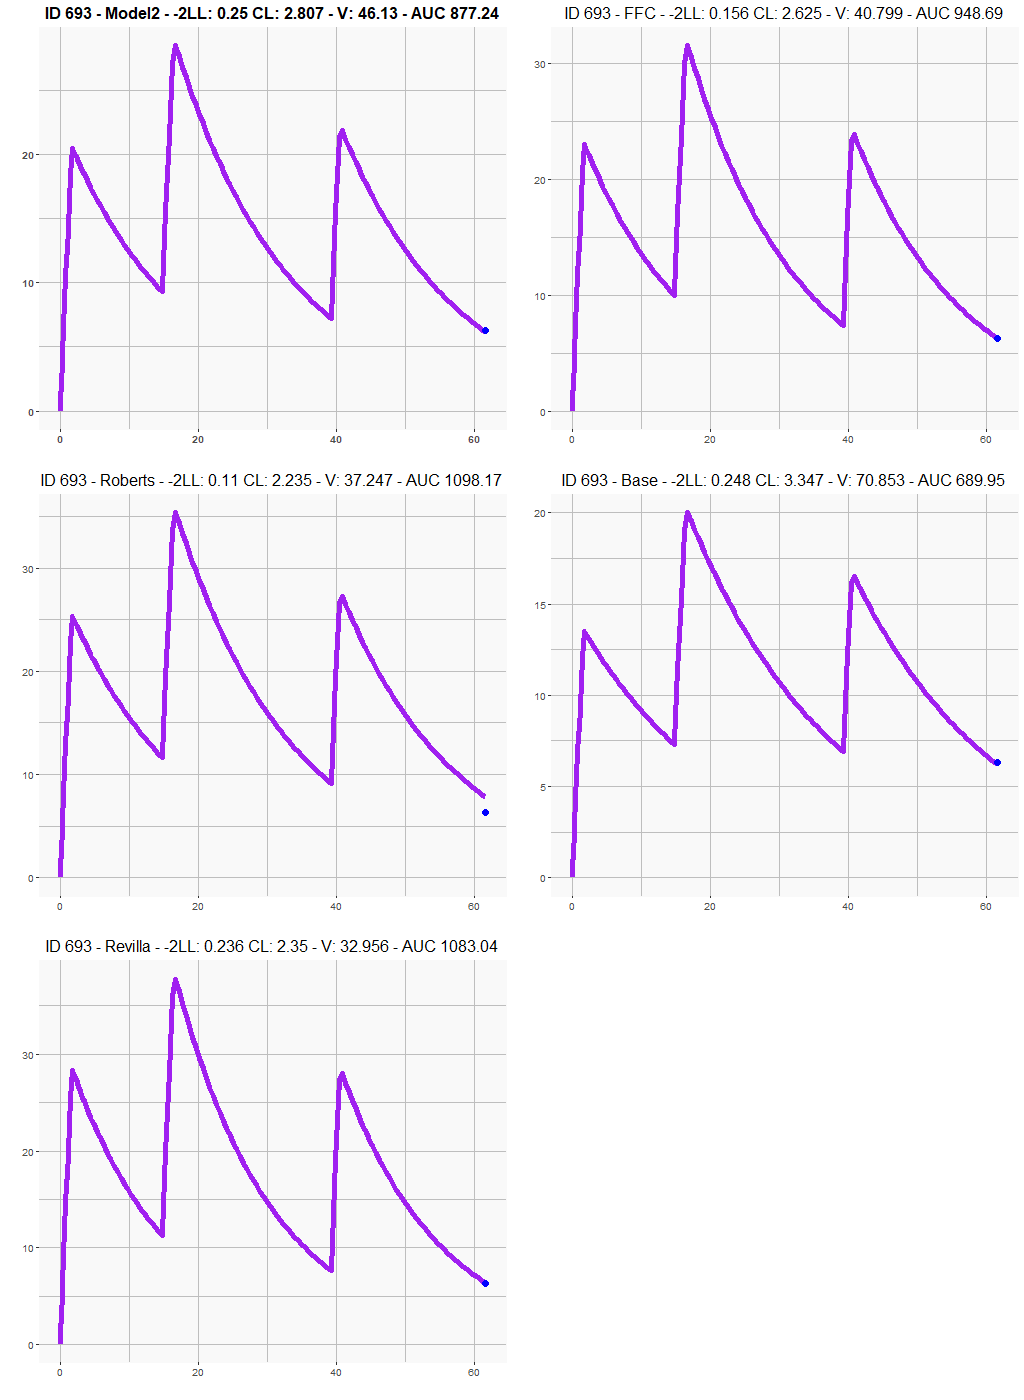 ID 693 - Model2 - -2LL: 0.25 CL: 2.807 - V: 46.13 - AUC 877.24
20
10
0
0 20 40 60
ID 693 - FFC - -2LL: 0.156 CL: 2.625 - V: 40.799 - AUC 948.69
30
20
10
0
0 20 40 60
ID 693 - Roberts - -2LL: 0.11 CL: 2.235 - V: 37.247 - AUC 1098.17
30
20
10
0
0 20 40 60
ID 693 - Base - -2LL: 0.248 CL: 3.347 - V: 70.853 - AUC 689.95
20
15
10
5
0
0 20 40 60
ID 693 - Revilla - -2LL: 0.236 CL: 2.35 - V: 32.956 - AUC 1083.04
30
20
10
0
0 20 40 60